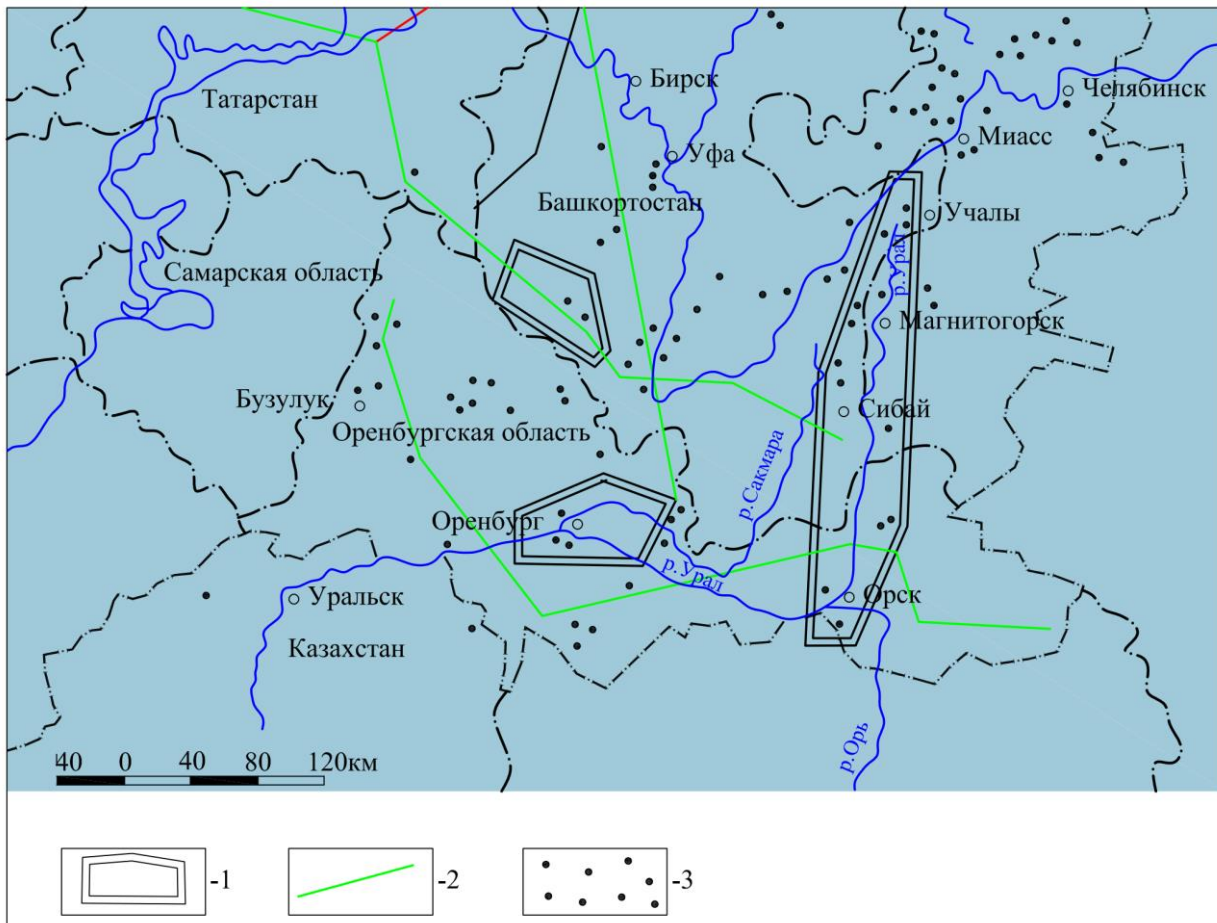 Бирск
Челябинск
Татарстан
Миасс
Уфа
Башкортостан
Учалы
р.Урал
Самарская область
Магнитогорск
Бузулук
Сибай
Оренбургская область
р.Сакмара
Оренбург
р.Урал
Орск
Уральск
Казахстан
р.Орь
40 0 40 80 120км
-1 -2 -3